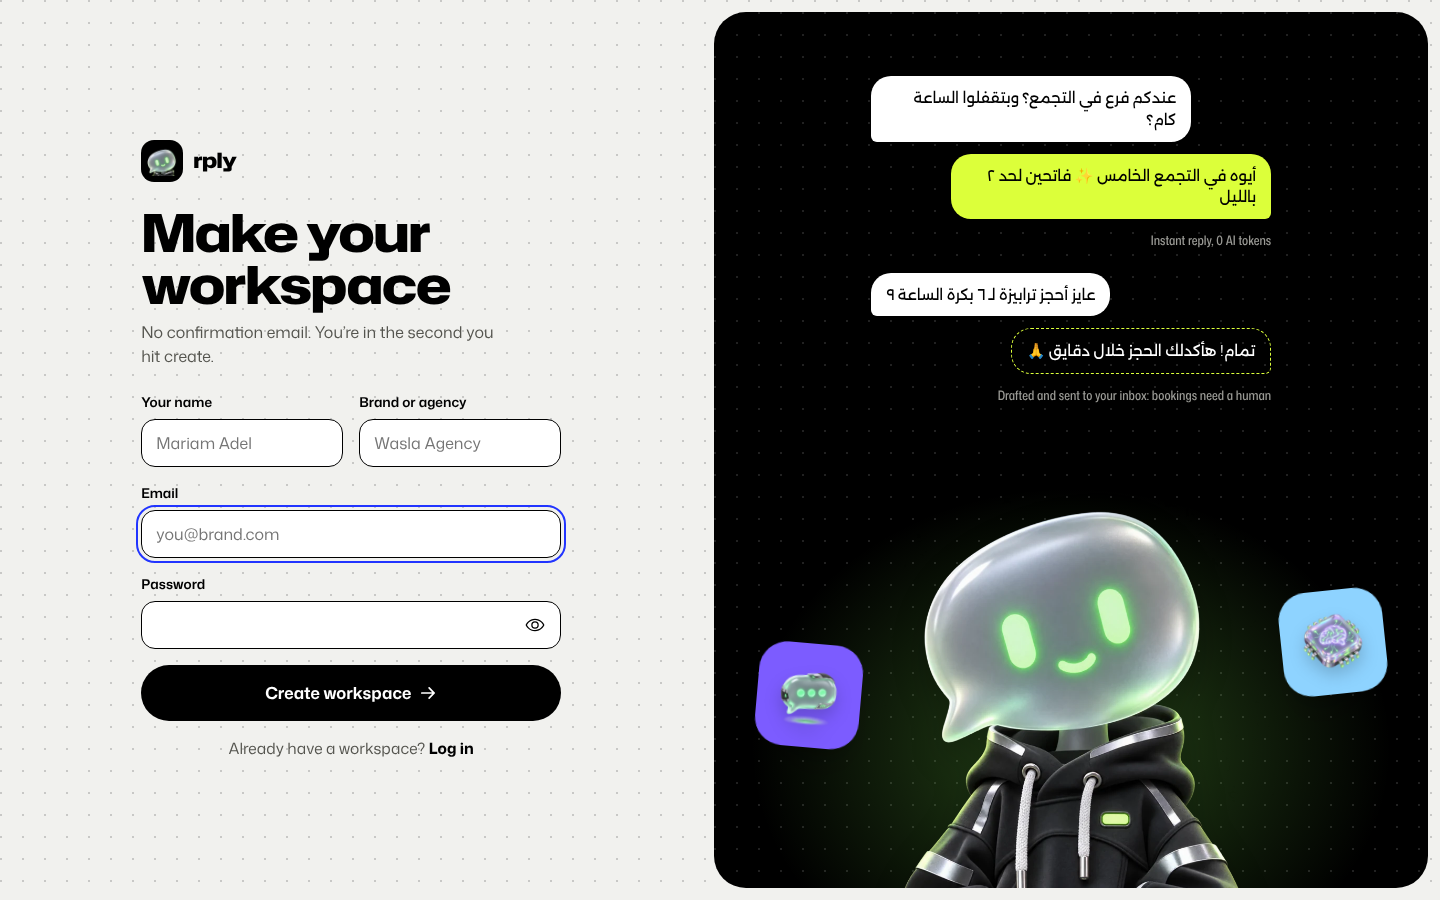 rply
Make your
workspace
No confirmation email. You're in the second you
hit create.
Your name
Brand or agency
Mariam Adel
Wasla Agency
Email
you@brand.com
Password
Create workspace →
Already have a workspace? Log in
عندكم فرع في التجمع؟ وبتقفلوا الساعة
كام؟
أيوه في التجمع الخامس ✨ فاتحين لحد ٢
بالليل
Instant reply, 0 AI tokens
عايز أحجز ترابيزة لـ ٦ بكرة الساعة ٩
تمام! هأكدلك الحجز خلال دقايق 🙏
Drafted and sent to your inbox: bookings need a human